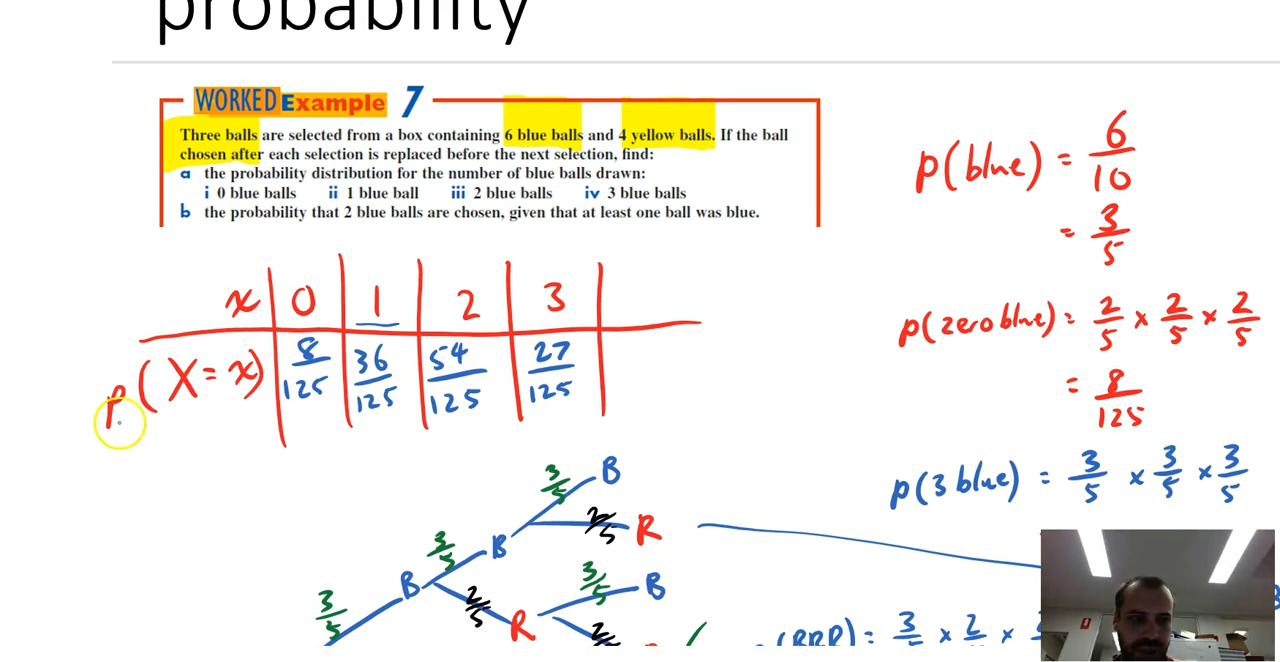 probability
WORKED Example 7
Three balls are selected from a box containing 6 blue balls and 4 yellow balls. If the ball
chosen after each selection is replaced before the next selection, find:
a the probability distribution for the number of blue balls drawn:
i 0 blue balls ii 1 blue ball iii 2 blue balls iv 3 blue balls
b the probability that 2 blue balls are chosen, given that at least one ball was blue.
p(blue) = 6/10
= 3/5
x 0 1 2 3
P(X=x) 8/125 36/125 54/125 27/125
p(zero blue) = 2/5 × 2/5 × 2/5
= 8/125
p(3 blue) = 3/5 × 3/5 × 3/5
3/5 B
2/5 R
3/5 B
3/5 B
3/5 B
2/5 R